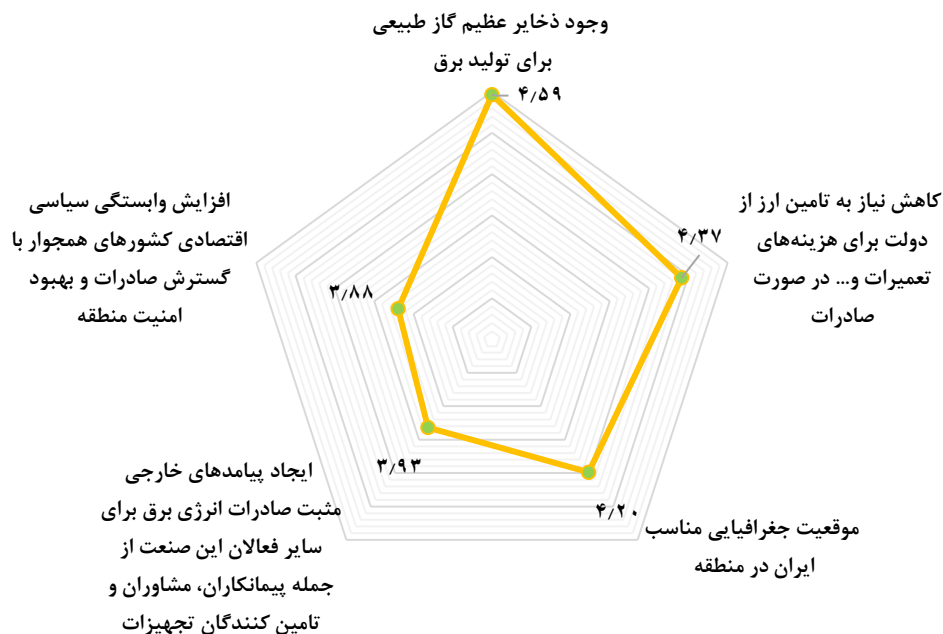 وجود ذخایر عظیم گاز طبیعی
برای تولید برق
۴٫۵۹
کاهش نیاز به تامین ارز از
دولت برای هزینه‌های
تعمیرات و... در صورت
صادرات
۴٫۳۷
موقعیت جغرافیایی مناسب
ایران در منطقه
۴٫۲۰
ایجاد پیامدهای خارجی
مثبت صادرات انرژی برق برای
سایر فعالان این صنعت از
جمله پیمانکاران، مشاوران و
تامین کنندگان تجهیزات
۳٫۹۳
افزایش وابستگی سیاسی
اقتصادی کشورهای همجوار با
گسترش صادرات و بهبود
امنیت منطقه
۳٫۸۸